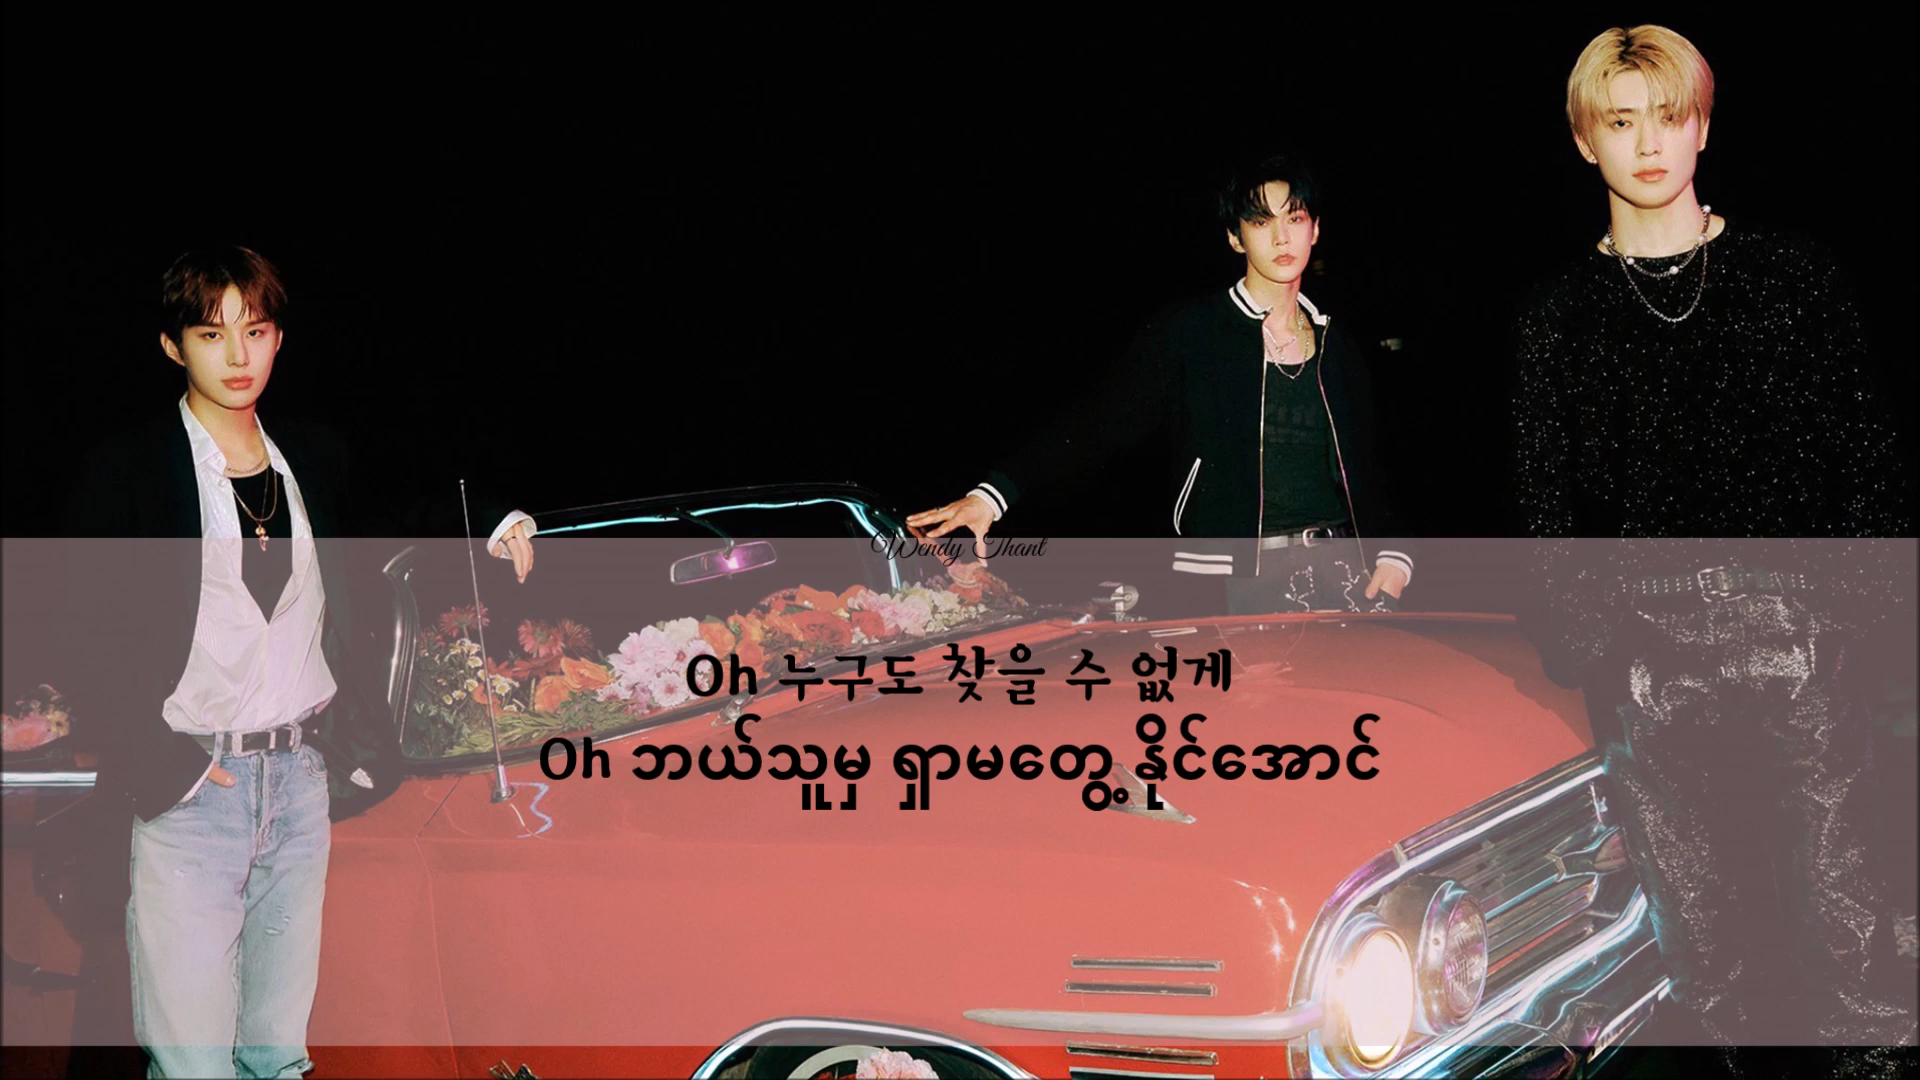 Wendy Thant
Oh 누구도 찾을 수 없게
Oh ဘယ်သူမှ ရှာမတွေ့နိုင်အောင်